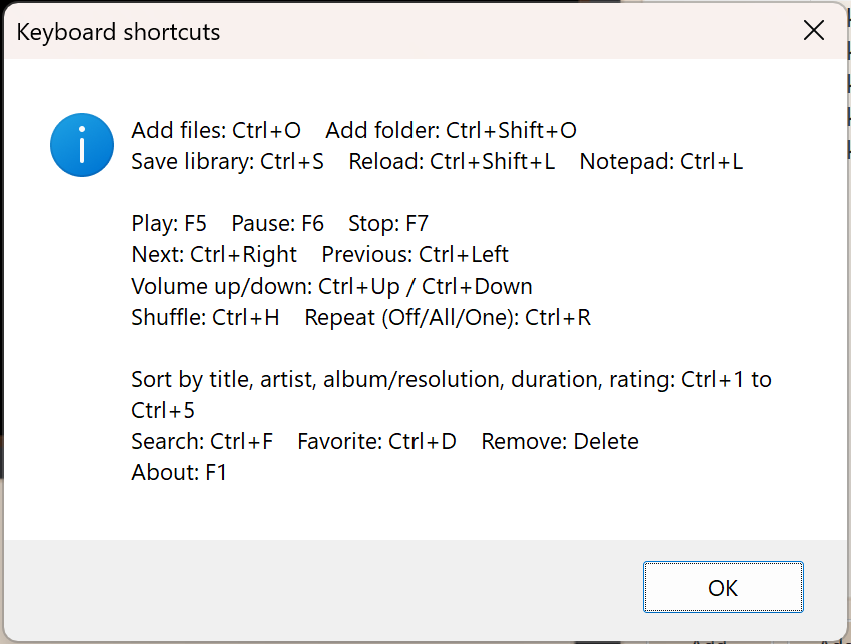 Keyboard shortcuts
Add files: Ctrl+O    Add folder: Ctrl+Shift+O
Save library: Ctrl+S    Reload: Ctrl+Shift+L    Notepad: Ctrl+L
Play: F5    Pause: F6    Stop: F7
Next: Ctrl+Right    Previous: Ctrl+Left
Volume up/down: Ctrl+Up / Ctrl+Down
Shuffle: Ctrl+H    Repeat (Off/All/One): Ctrl+R
Sort by title, artist, album/resolution, duration, rating: Ctrl+1 to
Ctrl+5
Search: Ctrl+F    Favorite: Ctrl+D    Remove: Delete
About: F1
OK